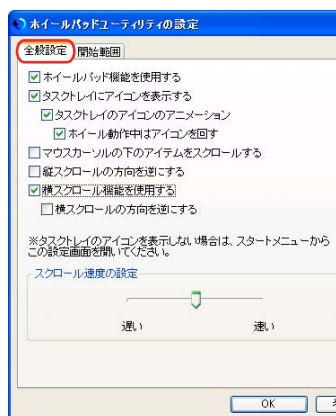 ホイールパッドユーティリティの設定
全般設定 開始範囲
ホイールパッド機能を使用する
タスクトレイにアイコンを表示する
タスクトレイのアイコンのアニメーション
ホイール動作中はアイコンを回す
マウスカーソルの下のアイテムをスクロールする
縦スクロールの方向を逆にする
横スクロール機能を使用する
横スクロールの方向を逆にする
※タスクトレイのアイコンを表示しない場合は、スタートメニューから
この設定画面を開いてください。
スクロール速度の設定
遅い 速い
OK